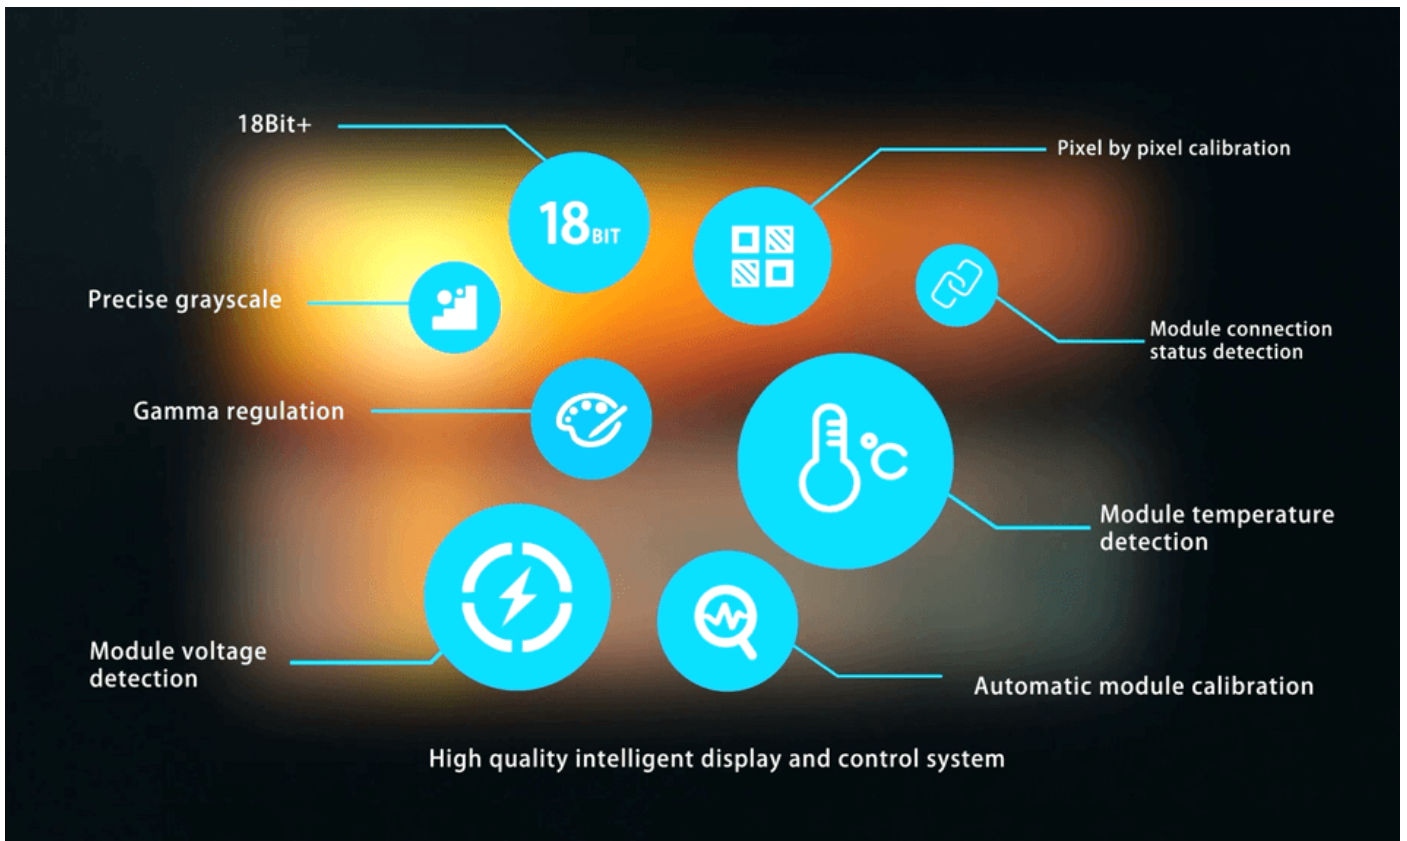 18Bit+
18BIT
Pixel by pixel calibration
Precise grayscale
Module connection
status detection
Gamma regulation
°C
Module temperature
detection
Module voltage
detection
Automatic module calibration
High quality intelligent display and control system